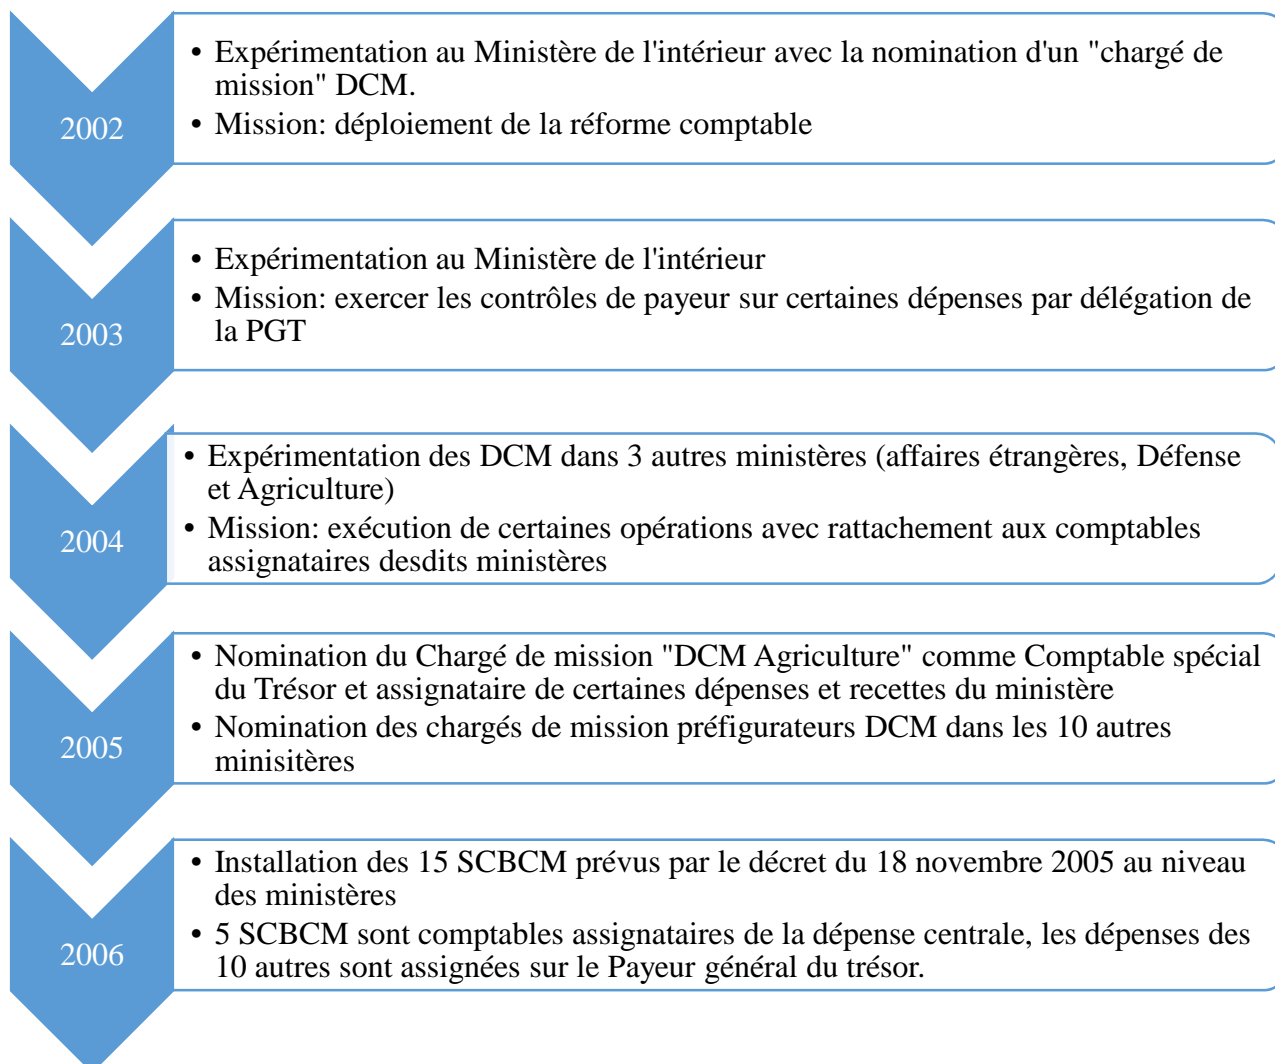 2002
• Expérimentation au Ministère de l'intérieur avec la nomination d'un "chargé de
mission" DCM.
• Mission: déploiement de la réforme comptable
2003
• Expérimentation au Ministère de l'intérieur
• Mission: exercer les contrôles de payeur sur certaines dépenses par délégation de
la PGT
2004
• Expérimentation des DCM dans 3 autres ministères (affaires étrangères, Défense
et Agriculture)
• Mission: exécution de certaines opérations avec rattachement aux comptables
assignataires desdits ministères
2005
• Nomination du Chargé de mission "DCM Agriculture" comme Comptable spécial
du Trésor et assignataire de certaines dépenses et recettes du ministère
• Nomination des chargés de mission préfigurateurs DCM dans les 10 autres
minisitères
2006
• Installation des 15 SCBCM prévus par le décret du 18 novembre 2005 au niveau
des ministères
• 5 SCBCM sont comptables assignataires de la dépense centrale, les dépenses des
10 autres sont assignées sur le Payeur général du trésor.